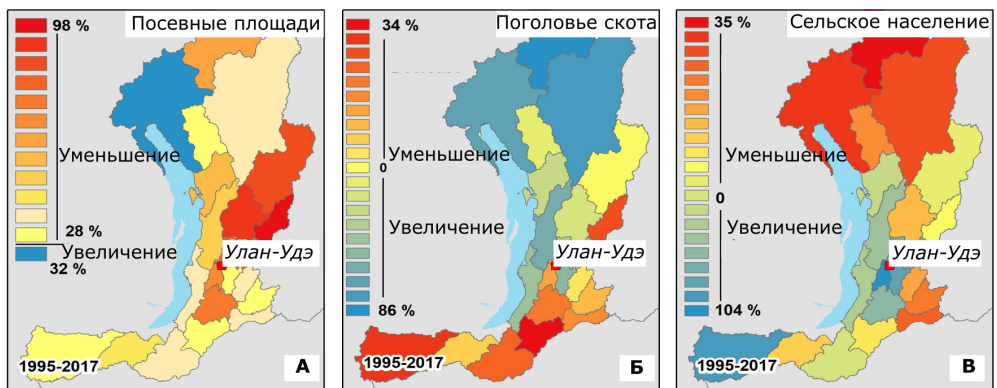 Посевные площади
98 %
Уменьшение
28 %
Увеличение
32 %
Улан-Удэ
1995-2017
А
Поголовье скота
34 %
Уменьшение
0
Увеличение
86 %
Улан-Удэ
1995-2017
Б
Сельское население
35 %
Уменьшение
0
Увеличение
104 %
Улан-Удэ
1995-2017
В